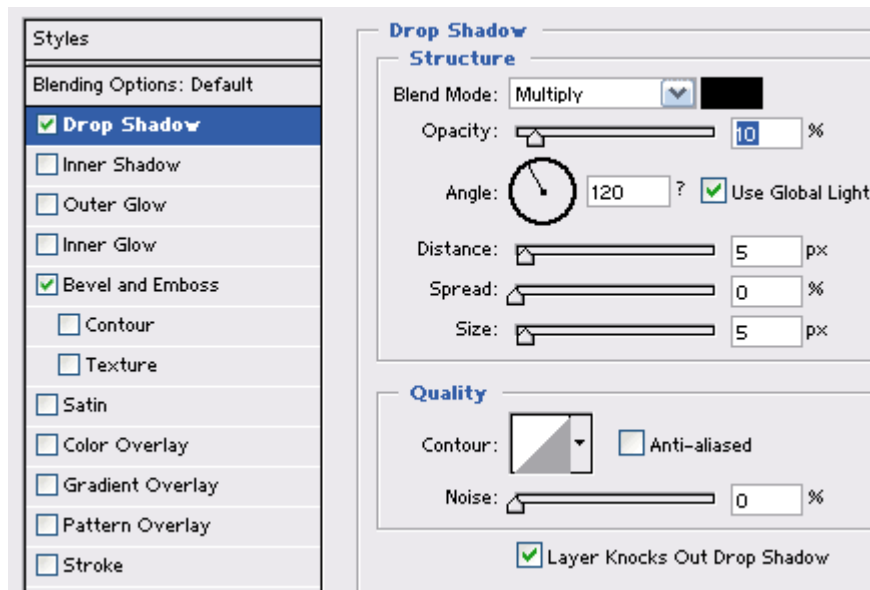 Styles
Blending Options: Default
Drop Shadow
Inner Shadow
Outer Glow
Inner Glow
Bevel and Emboss
Contour
Texture
Satin
Color Overlay
Gradient Overlay
Pattern Overlay
Stroke
Drop Shadow
Structure
Blend Mode: Multiply
Opacity: 10 %
Angle: 120 ? Use Global Light
Distance: 5 px
Spread: 0 %
Size: 5 px
Quality
Contour: Anti-aliased
Noise: 0 %
Layer Knocks Out Drop Shadow